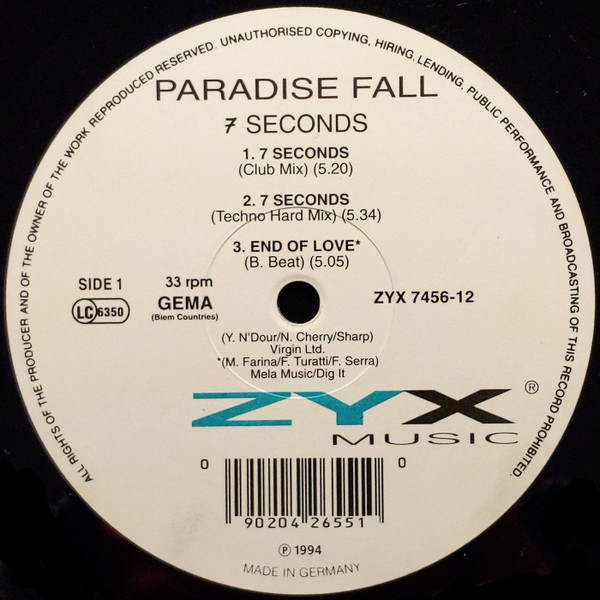 ALL RIGHTS OF THE PRODUCER AND OF THE OWNER OF THE WORK REPRODUCED RESERVED. UNAUTHORISED COPYING, HIRING, LENDING, PUBLIC PERFORMANCE AND BROADCASTING OF THIS RECORD PROHIBITED.
PARADISE FALL
7 SECONDS
1. 7 SECONDS
(Club Mix) (5.20)
2. 7 SECONDS
(Techno Hard Mix) (5.34)
3. END OF LOVE*
(B. Beat) (5.05)
SIDE 1
33 rpm
LC 6350
GEMA
(Biem Countries)
ZYX 7456-12
(Y. N'Dour/N. Cherry/Sharp)
Virgin Ltd.
*(M. Farina/F. Turatti/F. Serra)
Mela Music/Dig It
ZYX ®
MUSIC
0 90204 26551 0
℗ 1994
MADE IN GERMANY